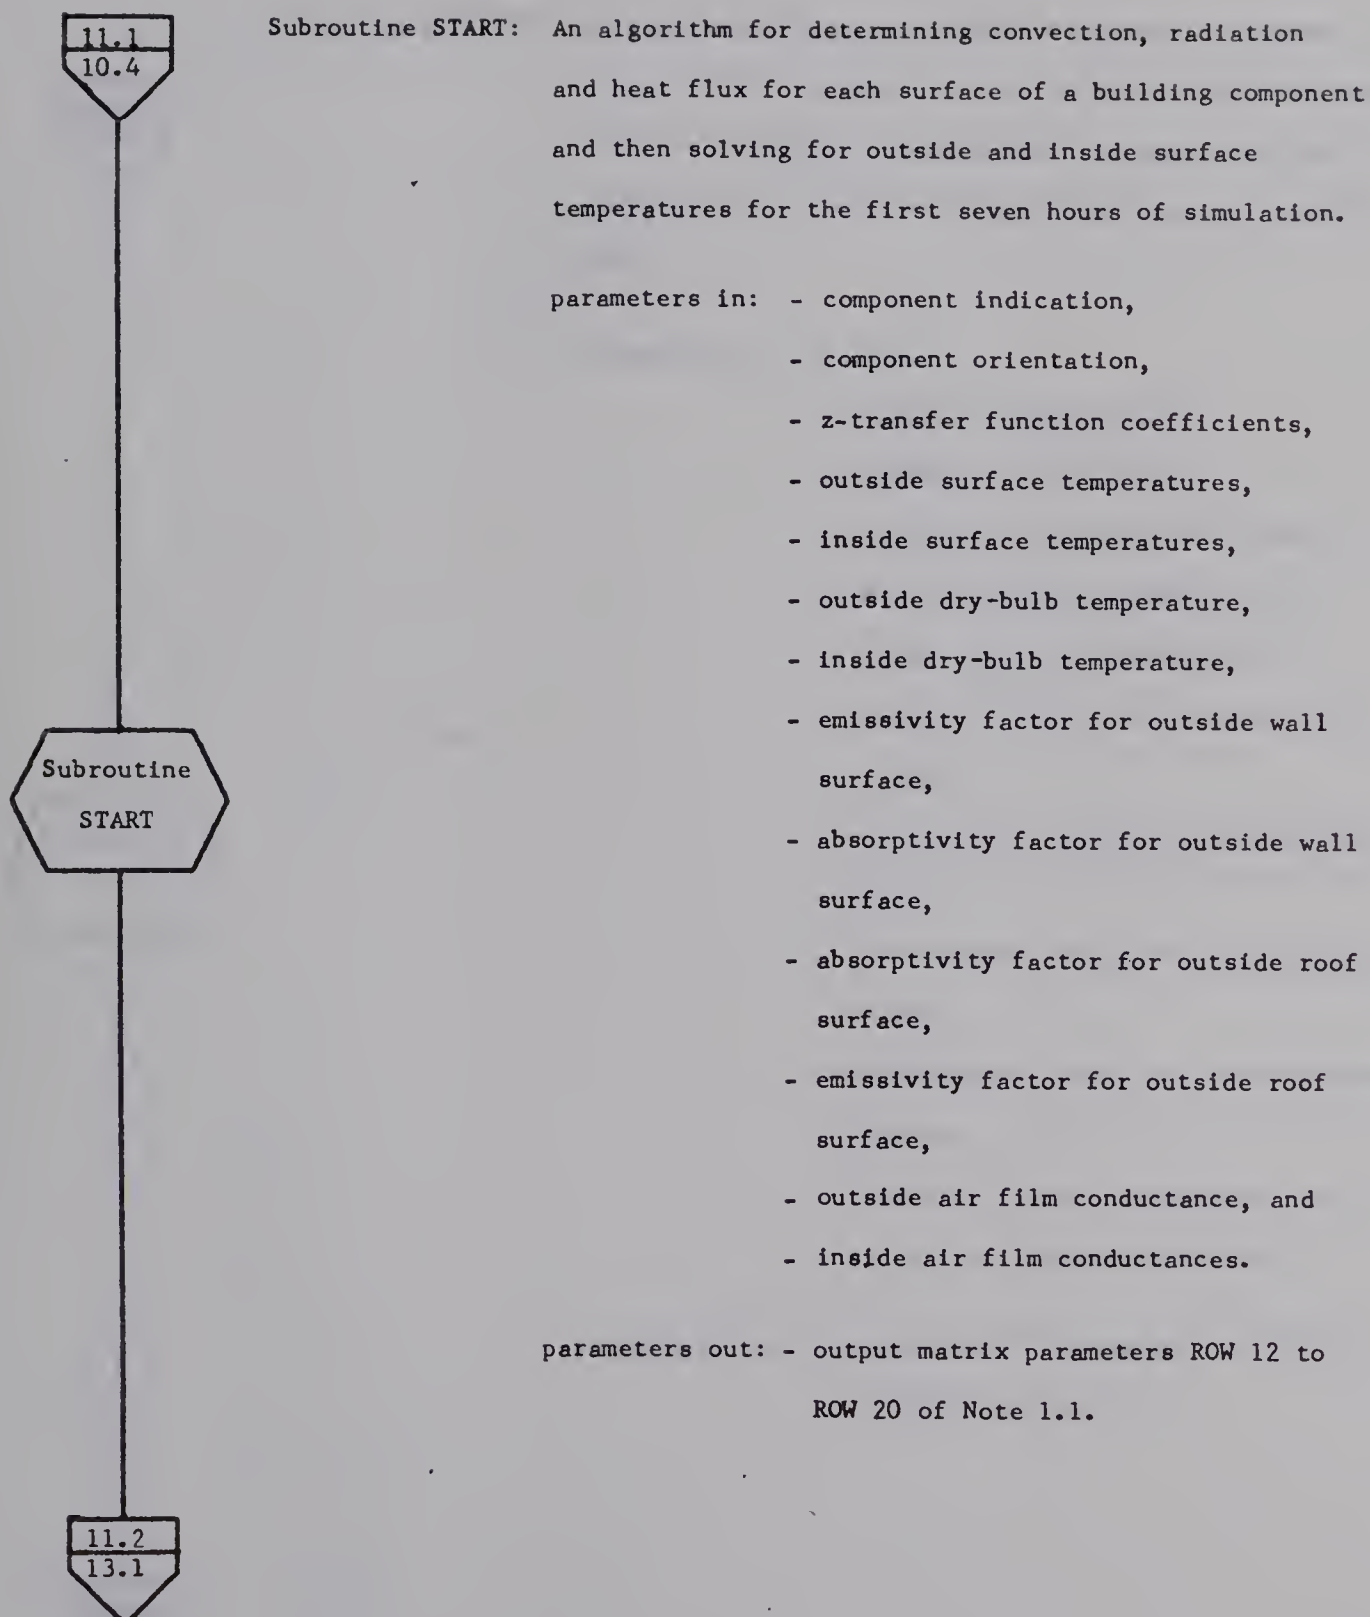 11.1
10.4
Subroutine START: An algorithm for determining convection, radiation
and heat flux for each surface of a building component
and then solving for outside and inside surface
temperatures for the first seven hours of simulation.
parameters in: - component indication,
- component orientation,
- z-transfer function coefficients,
- outside surface temperatures,
- inside surface temperatures,
- outside dry-bulb temperature,
- inside dry-bulb temperature,
- emissivity factor for outside wall
surface,
- absorptivity factor for outside wall
surface,
- absorptivity factor for outside roof
surface,
- emissivity factor for outside roof
surface,
- outside air film conductance, and
- inside air film conductances.
parameters out: - output matrix parameters ROW 12 to
ROW 20 of Note 1.1.
Subroutine
START
11.2
13.1